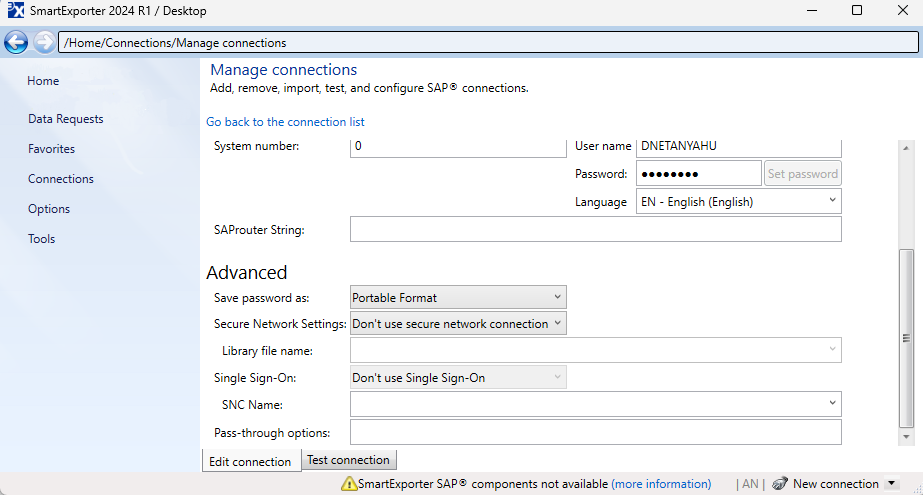 SmartExporter 2024 R1 / Desktop
/Home/Connections/Manage connections
Home
Data Requests
Favorites
Connections
Options
Tools
Manage connections
Add, remove, import, test, and configure SAP® connections.
Go back to the connection list
System number: 0 User name DNETANYAHU
Password: ●●●●●●●● Set password
Language EN - English (English)
SAProuter String:
Advanced
Save password as: Portable Format
Secure Network Settings: Don't use secure network connection
Library file name:
Single Sign-On: Don't use Single Sign-On
SNC Name:
Pass-through options:
Edit connection Test connection
SmartExporter SAP® components not available (more information) | AN | New connection